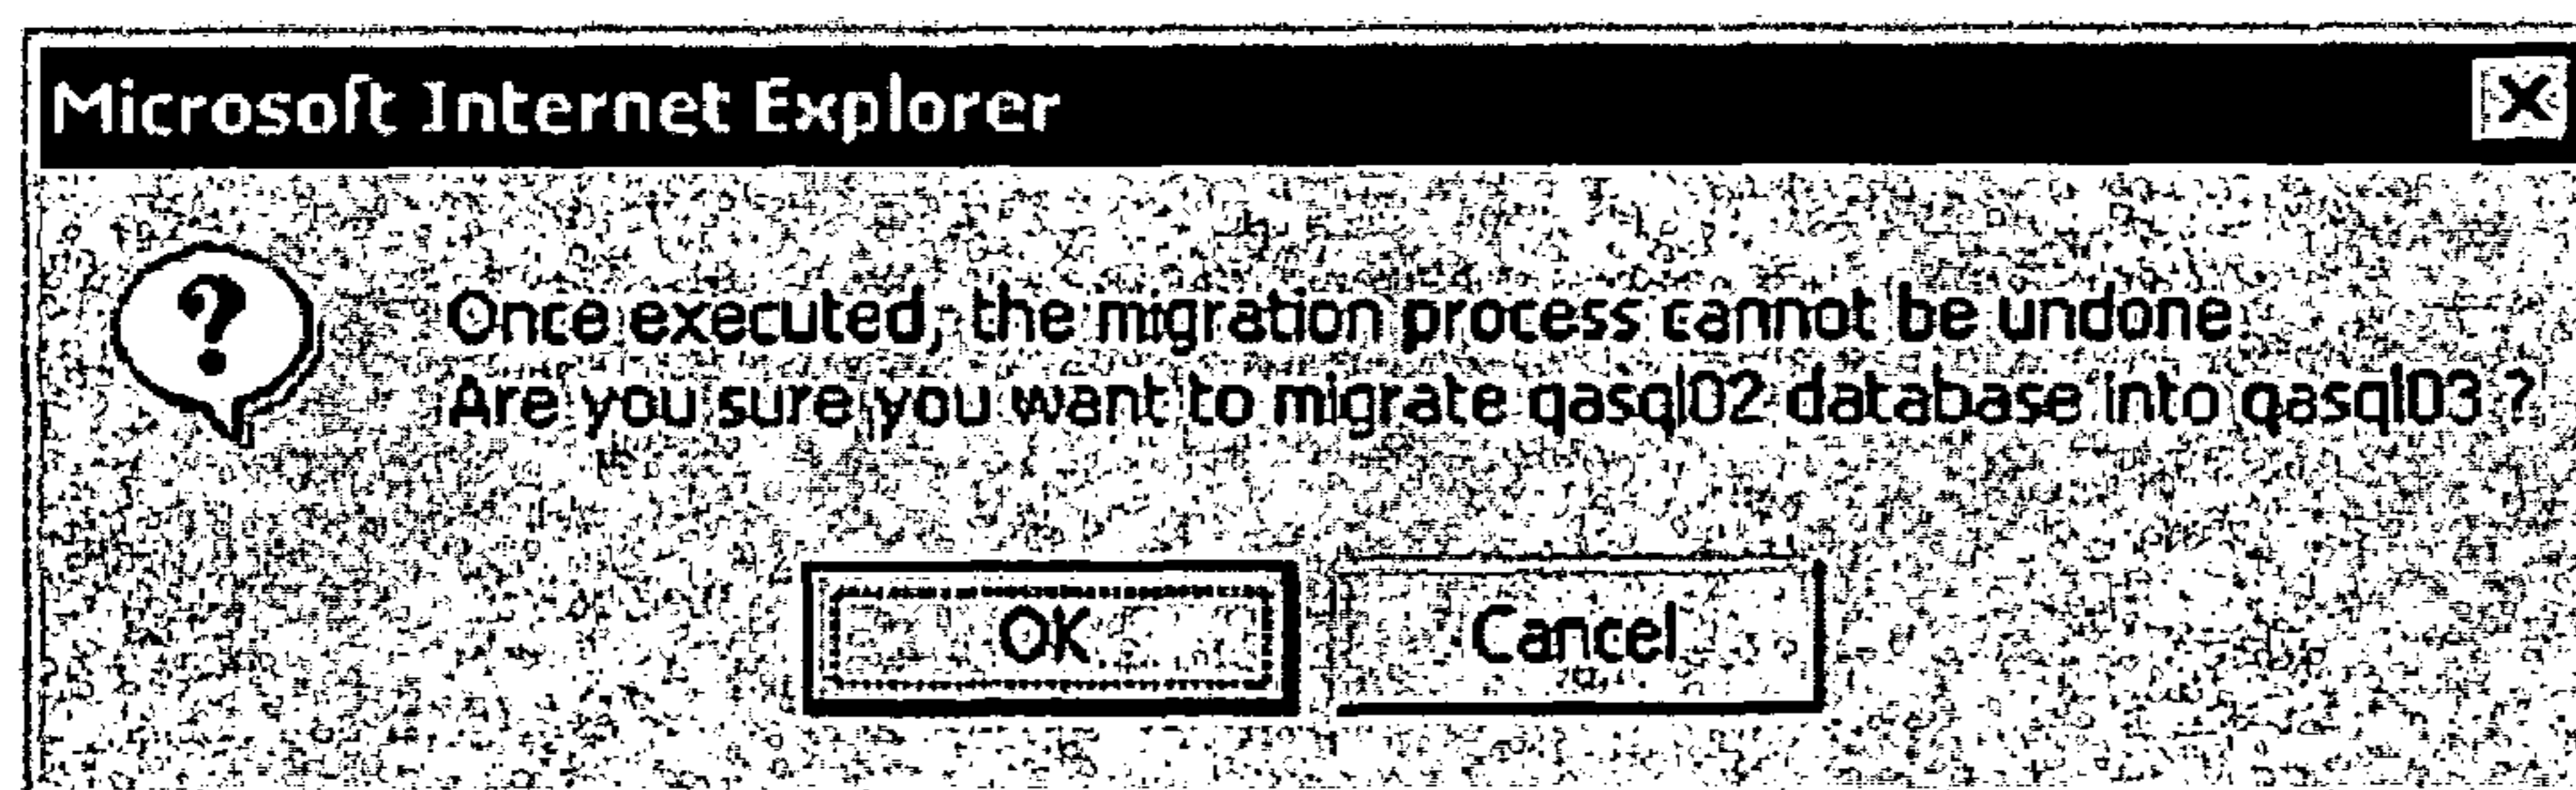 Microsoft Internet Explorer
?
Once executed, the migration process cannot be undone
Are you sure you want to migrate qasql02 database into qasql03 ?
OK
Cancel